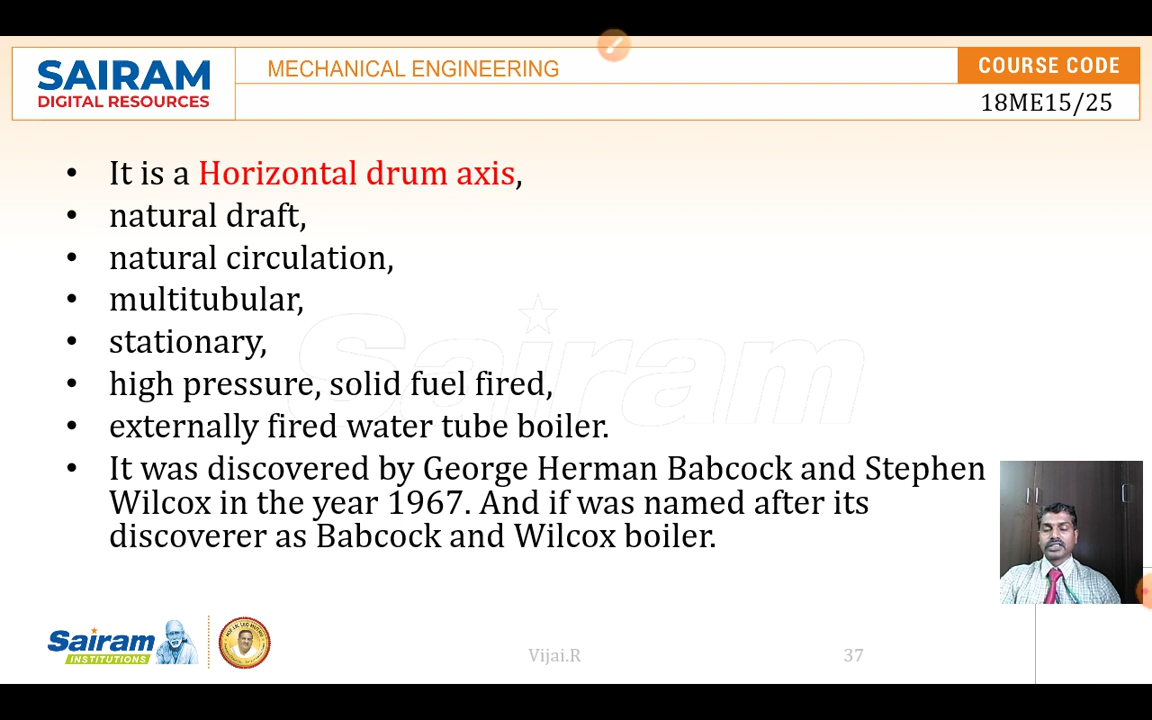 SAIRAM
DIGITAL RESOURCES
MECHANICAL ENGINEERING
COURSE CODE
18ME15/25
• It is a Horizontal drum axis,
• natural draft,
• natural circulation,
• multitubular,
• stationary,
• high pressure, solid fuel fired,
• externally fired water tube boiler.
• It was discovered by George Herman Babcock and Stephen
Wilcox in the year 1967. And if was named after its
discoverer as Babcock and Wilcox boiler.
Sairam
Sairam
INSTITUTIONS
Vijai.R
37